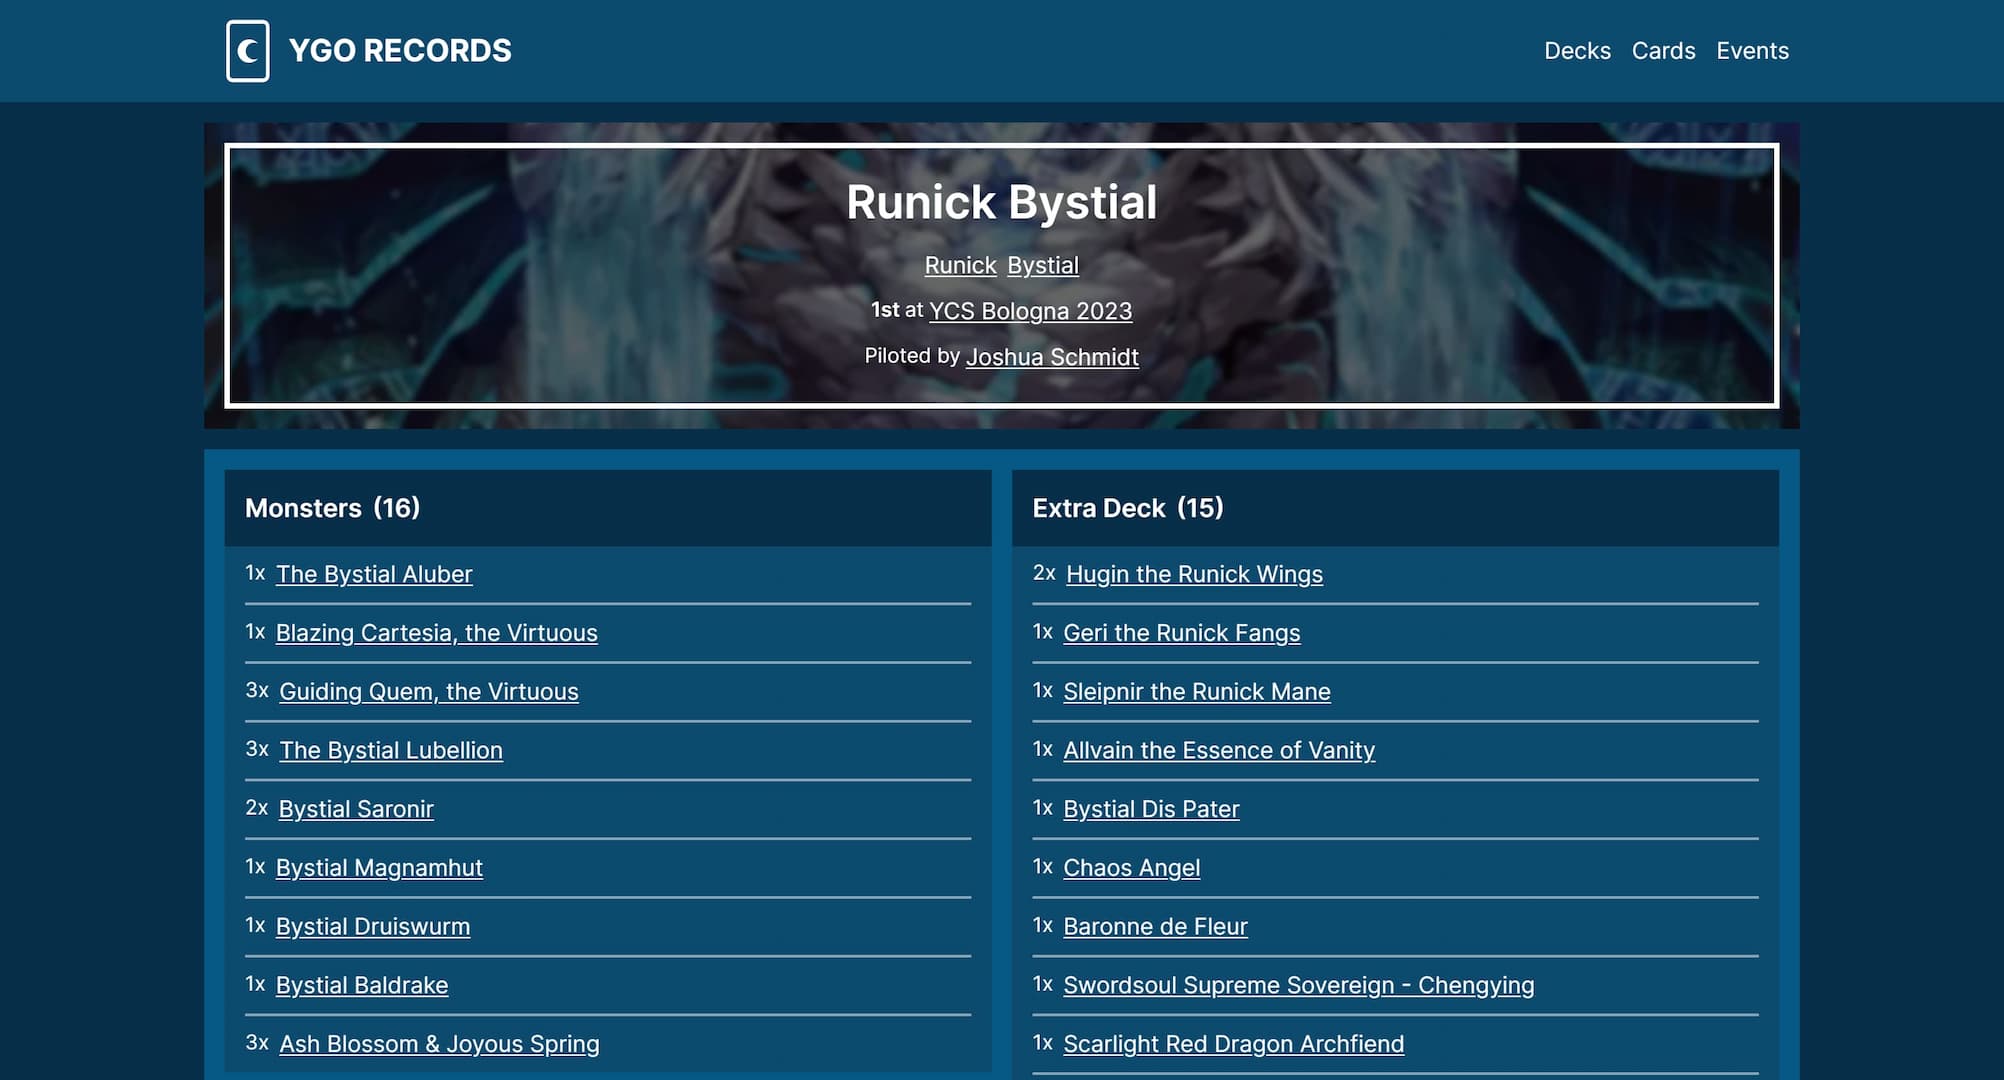 YGO RECORDS
Decks Cards Events
Runick Bystial
Runick Bystial
1st at YCS Bologna 2023
Piloted by Joshua Schmidt
Monsters (16)
1x The Bystial Aluber
1x Blazing Cartesia, the Virtuous
3x Guiding Quem, the Virtuous
3x The Bystial Lubellion
2x Bystial Saronir
1x Bystial Magnamhut
1x Bystial Druiswurm
1x Bystial Baldrake
3x Ash Blossom & Joyous Spring
Extra Deck (15)
2x Hugin the Runick Wings
1x Geri the Runick Fangs
1x Sleipnir the Runick Mane
1x Allvain the Essence of Vanity
1x Bystial Dis Pater
1x Chaos Angel
1x Baronne de Fleur
1x Swordsoul Supreme Sovereign - Chengying
1x Scarlight Red Dragon Archfiend